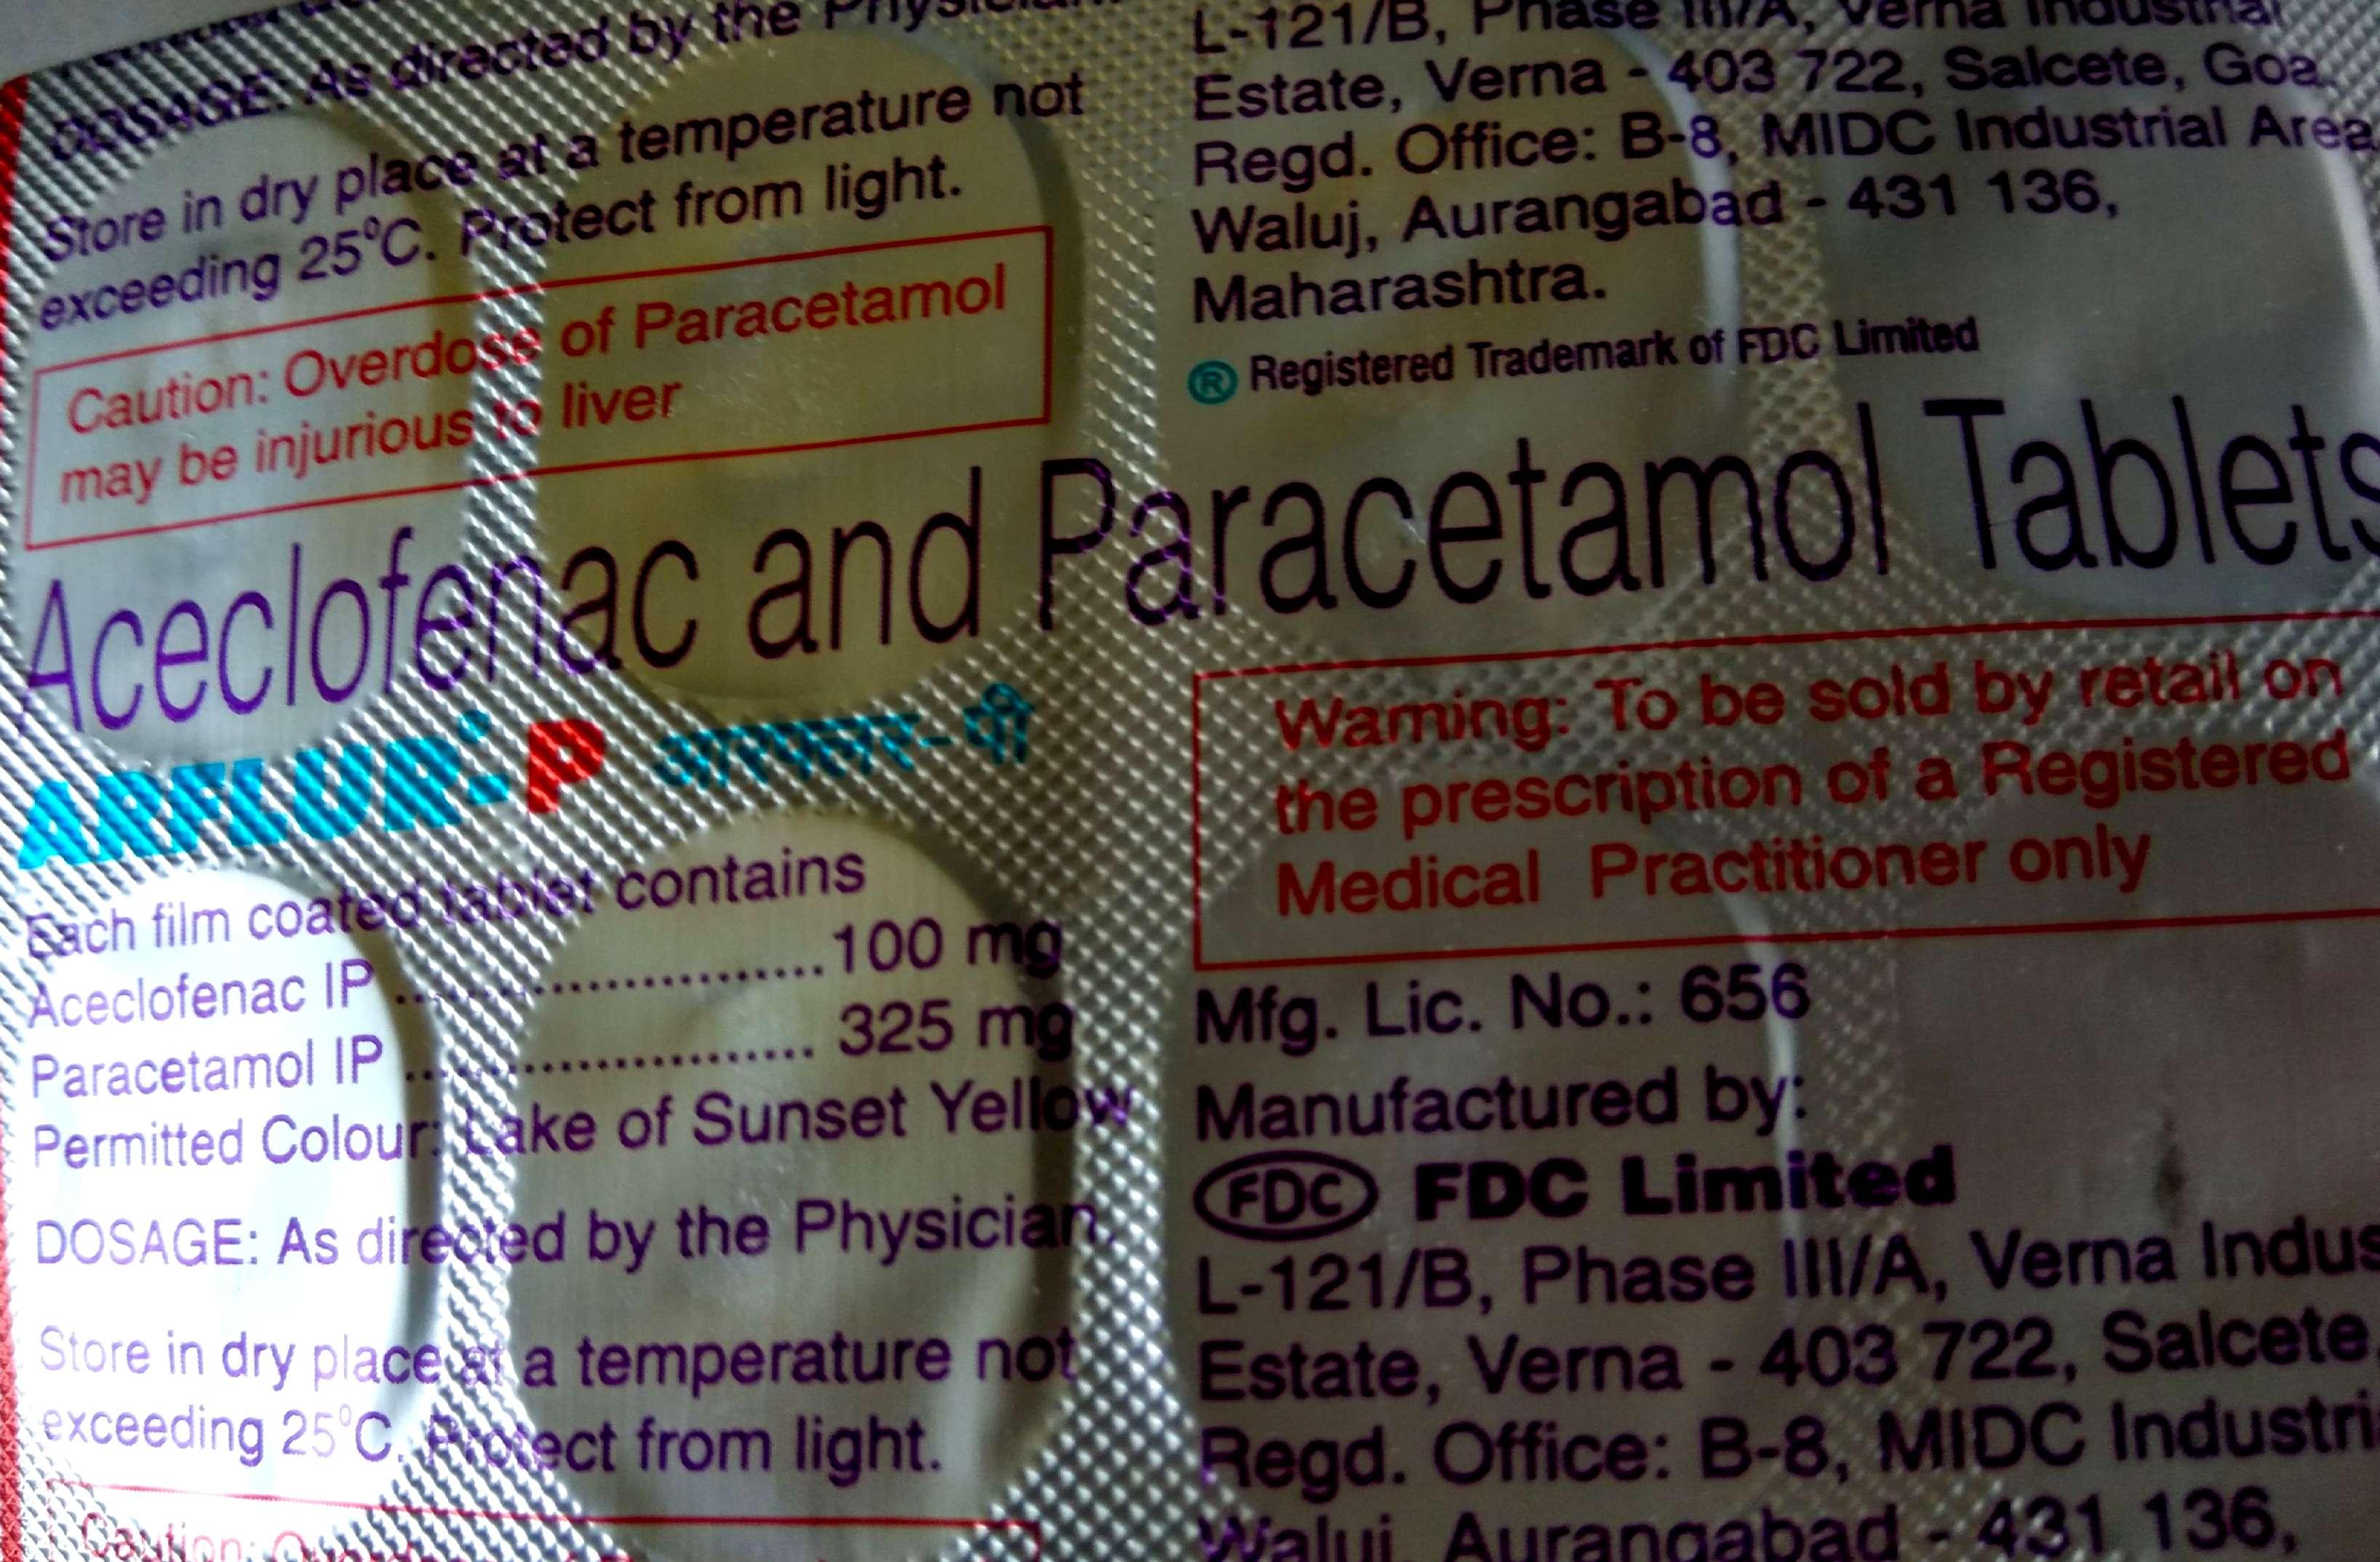 DOSAGE: As directed by the Physician.
Store in dry place at a temperature not
exceeding 25°C. Protect from light.
Caution: Overdose of Paracetamol
may be injurious to liver
L-121/B, Phase III/A, Verna Industrial
Estate, Verna - 403 722, Salcete, Goa.
Regd. Office: B-8, MIDC Industrial Area
Waluj, Aurangabad - 431 136,
Maharashtra.
® Registered Trademark of FDC Limited
Aceclofenac and Paracetamol Tablets
ARFLUR®-P आरफ्लर-पी
Each film coated tablet contains
Aceclofenac IP ........................100 mg
Paracetamol IP ....................... 325 mg
Permitted Colour: Lake of Sunset Yellow
DOSAGE: As directed by the Physician.
Store in dry place at a temperature not
exceeding 25°C. Protect from light.
Caution:
Warning: To be sold by retail on
the prescription of a Registered
Medical Practitioner only
Mfg. Lic. No.: 656
Manufactured by:
FDC FDC Limited
L-121/B, Phase III/A, Verna Indus
Estate, Verna - 403 722, Salcete,
Regd. Office: B-8, MIDC Industri
Waluj, Aurangabad - 431 136,